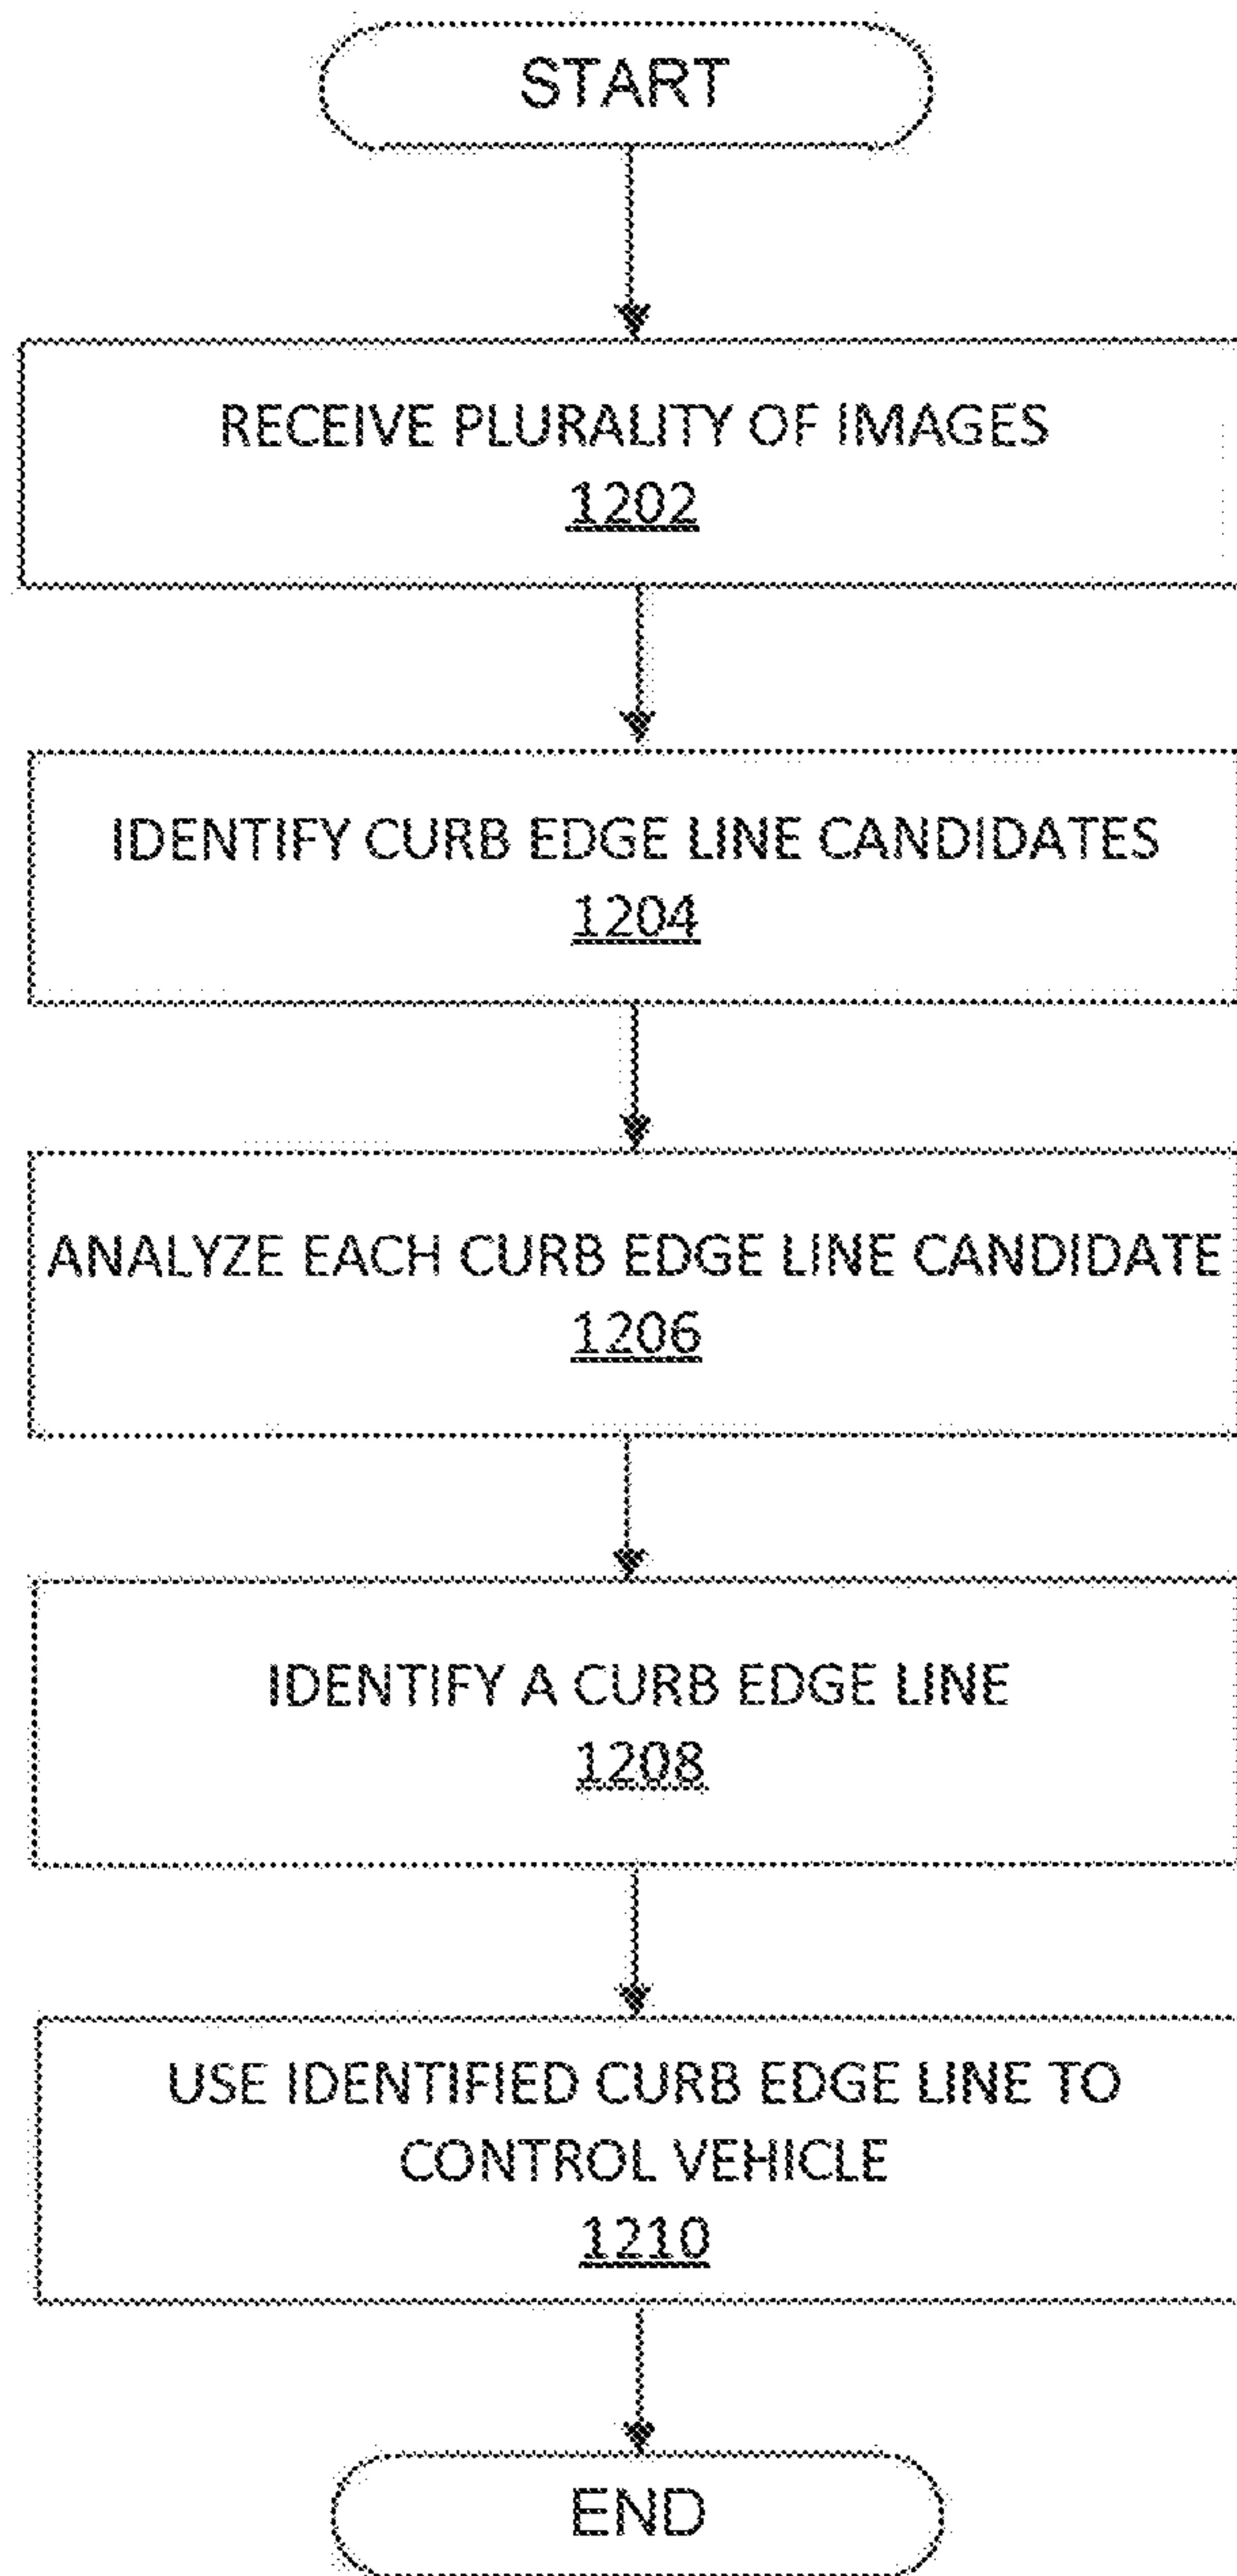 START
RECEIVE PLURALITY OF IMAGES
1202
IDENTIFY CURB EDGE LINE CANDIDATES
1204
ANALYZE EACH CURB EDGE LINE CANDIDATE
1206
IDENTIFY A CURB EDGE LINE
1208
USE IDENTIFIED CURB EDGE LINE TO
CONTROL VEHICLE
1210
END